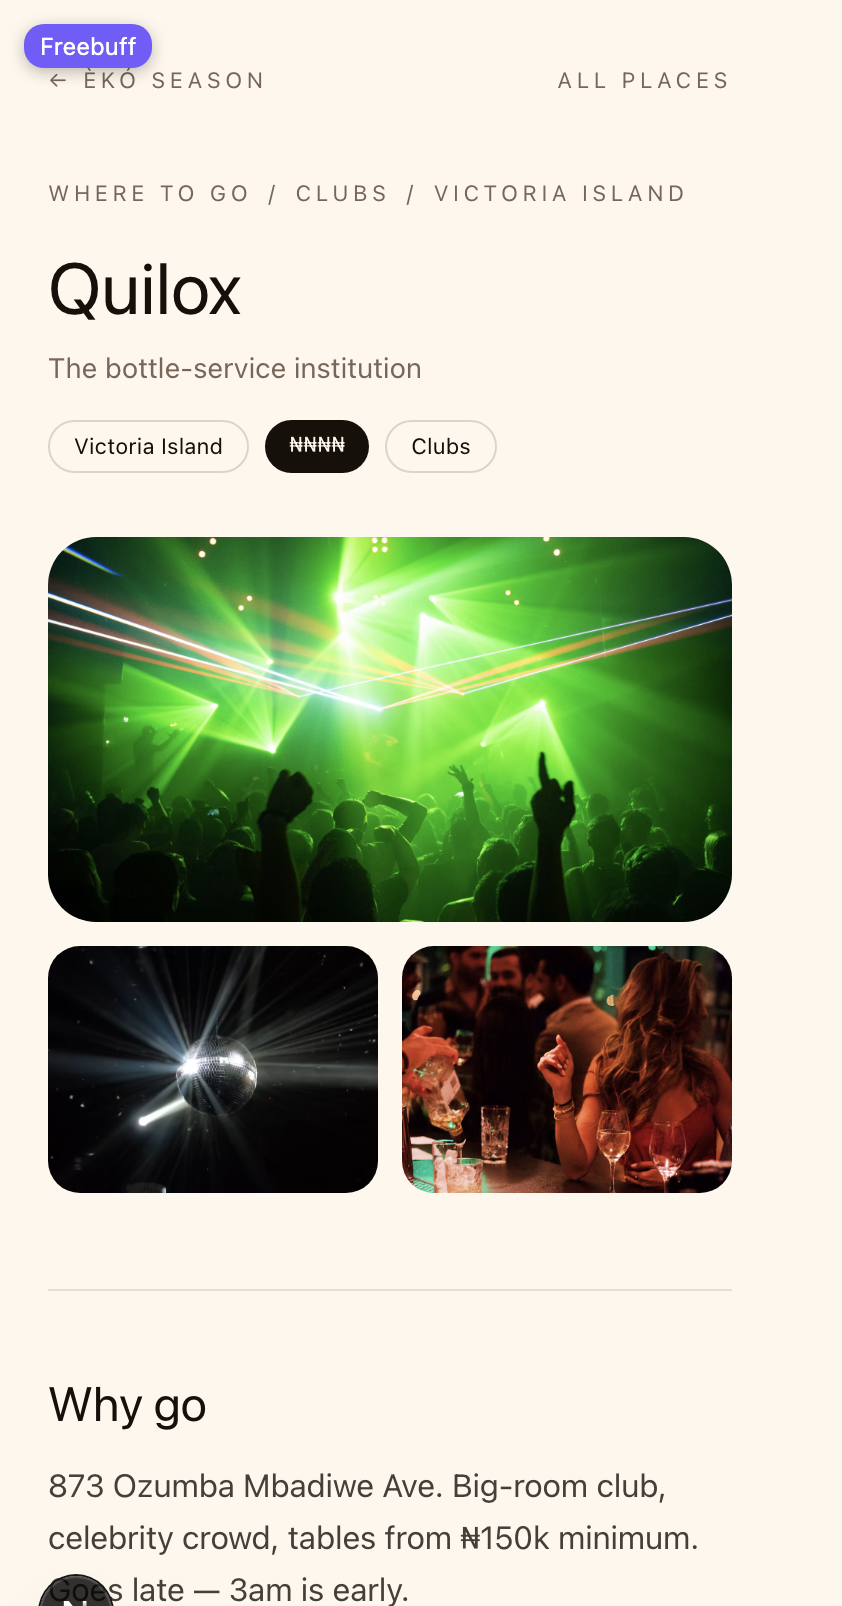 Freebuff
← ÈKÓ SEASON
ALL PLACES
WHERE TO GO / CLUBS / VICTORIA ISLAND
Quilox
The bottle-service institution
Victoria Island
₦₦₦₦
Clubs
Why go
873 Ozumba Mbadiwe Ave. Big-room club,
celebrity crowd, tables from ₦150k minimum.
Goes late — 3am is early.